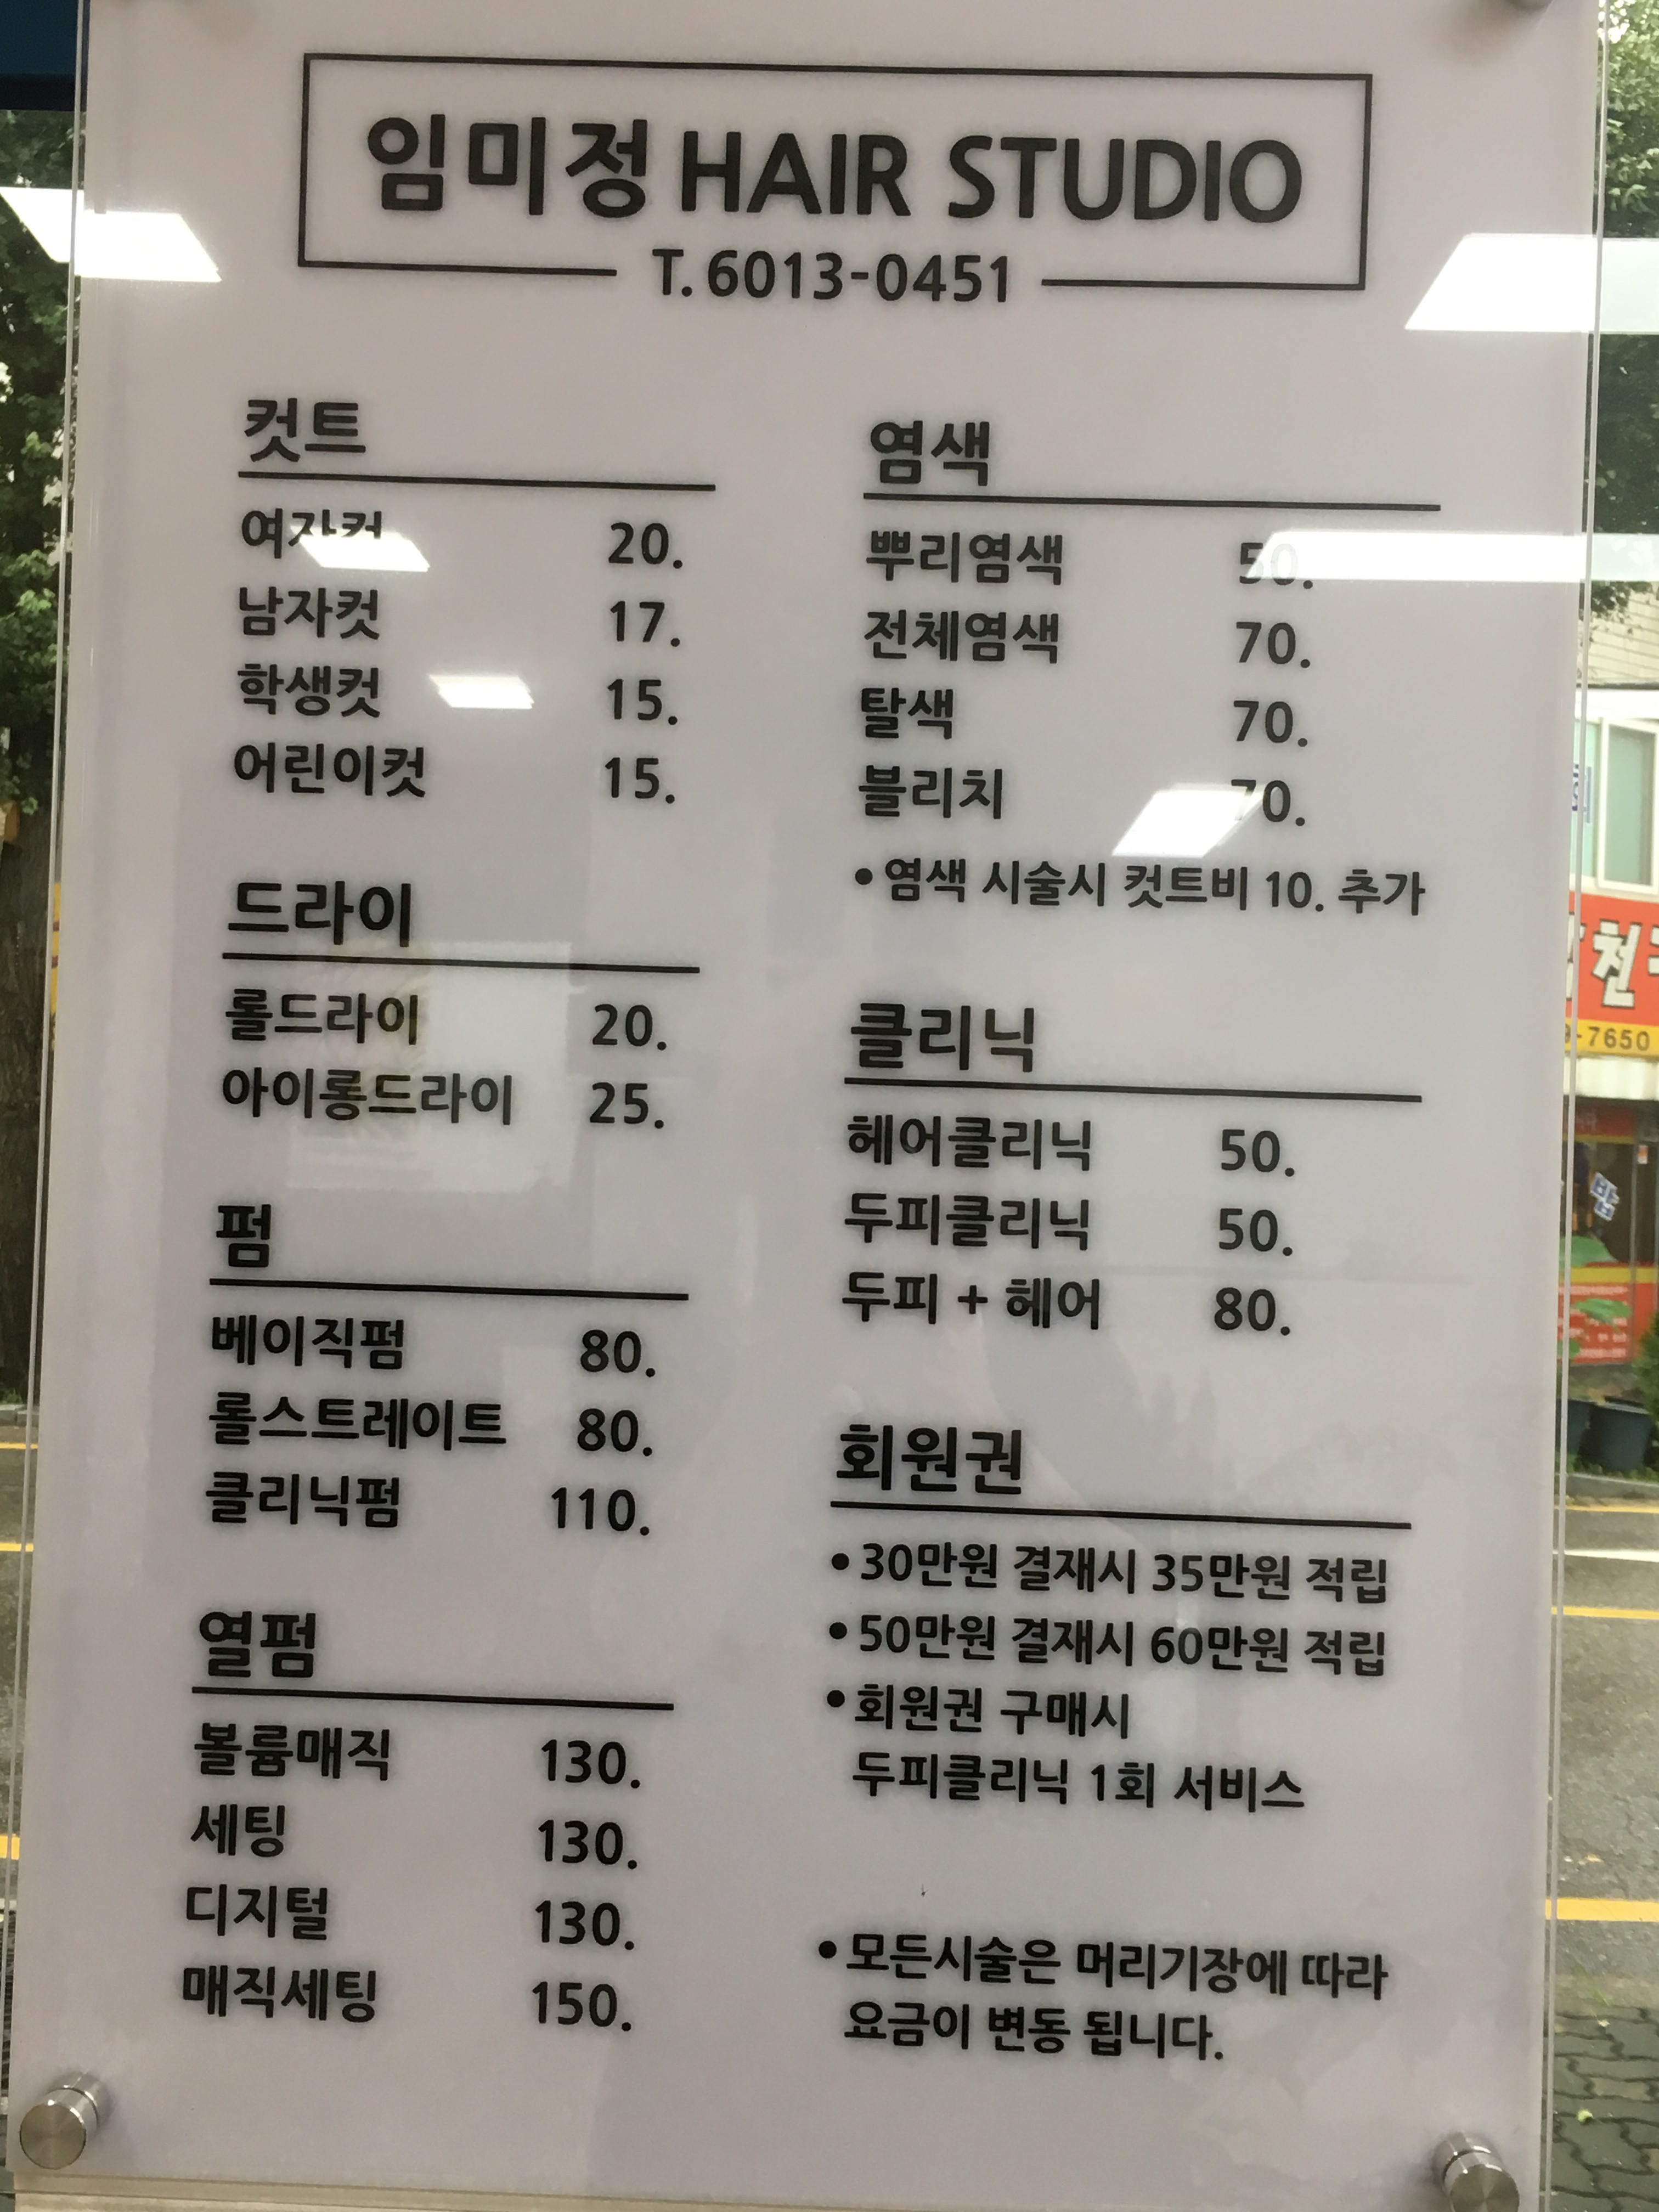 임미정 HAIR STUDIO
T. 6013-0451
컷트
여자컷 20.
남자컷 17.
학생컷 15.
어린이컷 15.
드라이
롤드라이 20.
아이롱드라이 25.
펌
베이직펌 80.
롤스트레이트 80.
클리닉펌 110.
열펌
볼륨매직 130.
세팅 130.
디지털 130.
매직세팅 150.
염색
뿌리염색 50.
전체염색 70.
탈색 70.
블리치 70.
• 염색 시술시 컷트비 10. 추가
클리닉
헤어클리닉 50.
두피클리닉 50.
두피 + 헤어 80.
회원권
• 30만원 결재시 35만원 적립
• 50만원 결재시 60만원 적립
• 회원권 구매시
두피클리닉 1회 서비스
• 모든시술은 머리기장에 따라
요금이 변동 됩니다.
천
-7650
밥